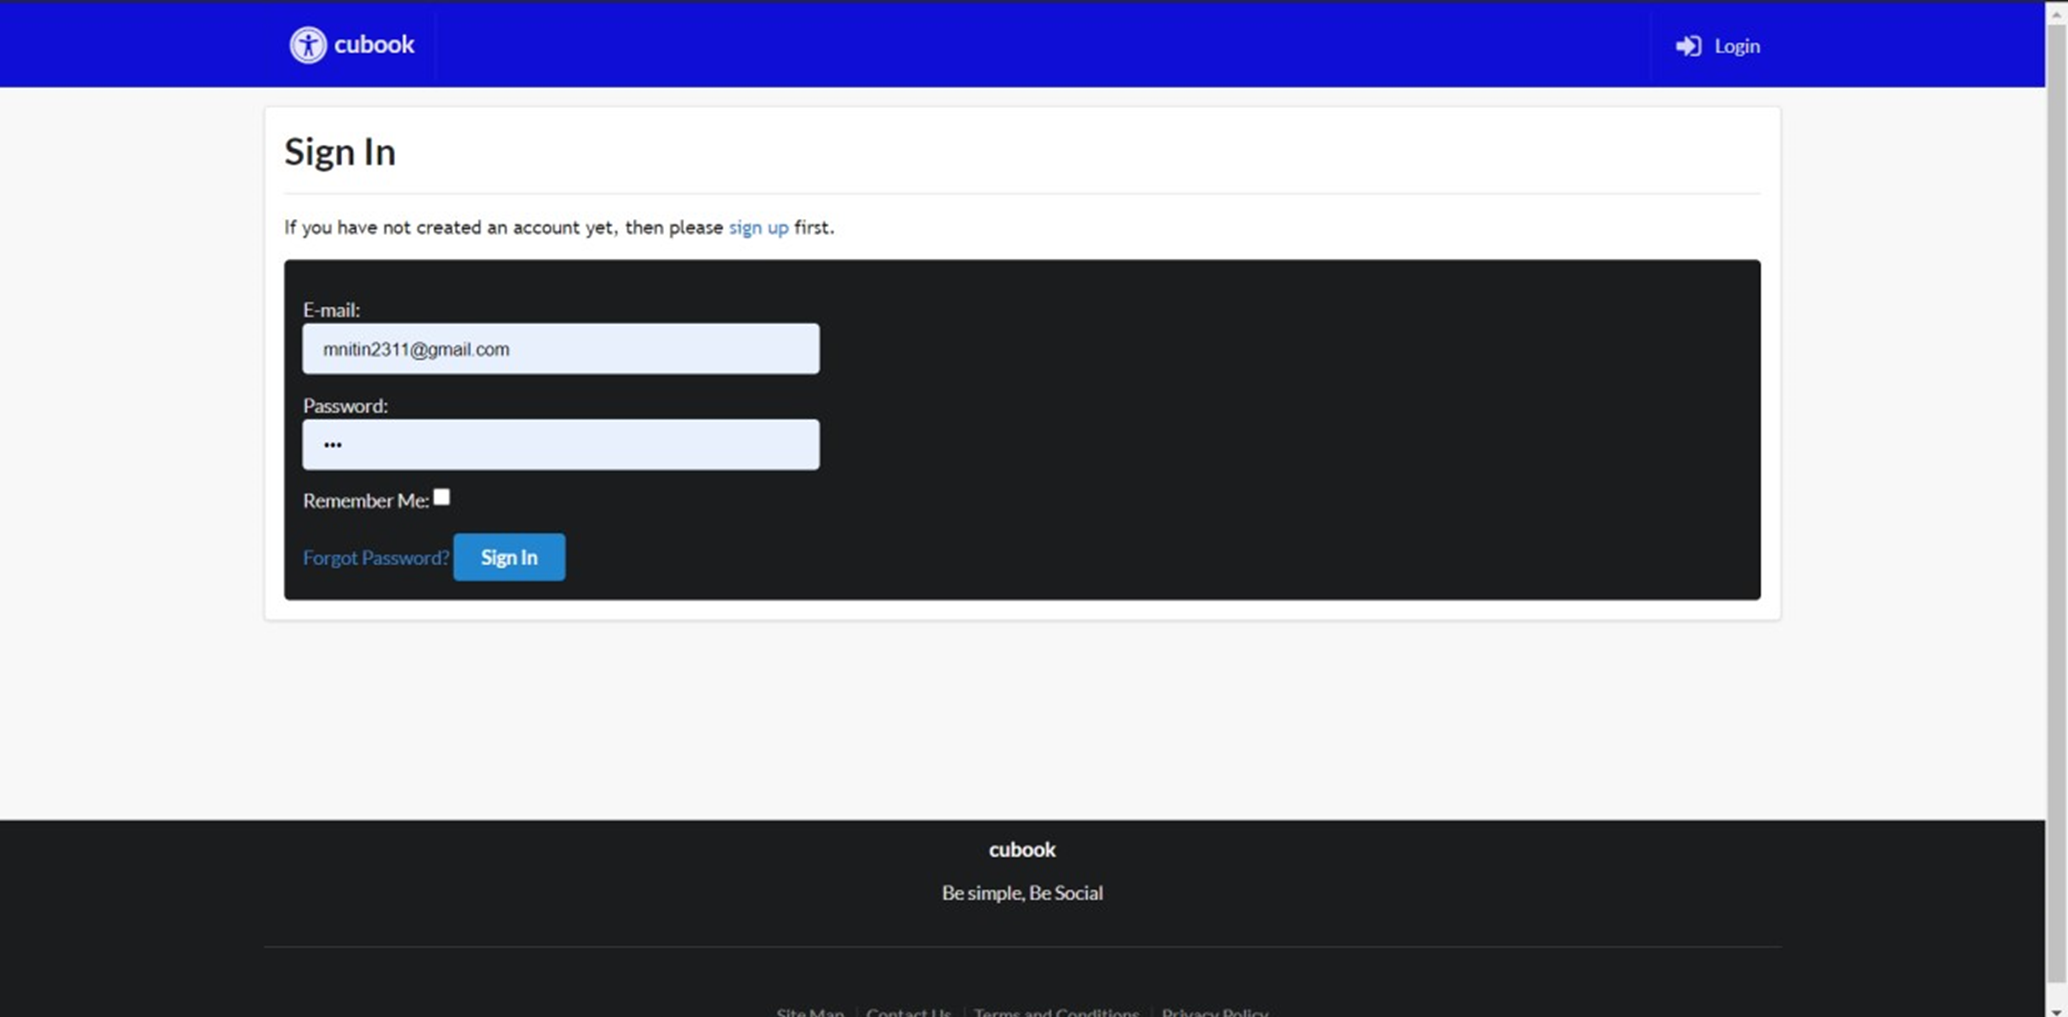 cubook
Login
Sign In
If you have not created an account yet, then please sign up first.
E-mail:
mnitin2311@gmail.com
Password:
•••
Remember Me:
Forgot Password? Sign In
cubook
Be simple, Be Social
Site Map Contact Us Terms and Conditions Privacy Policy